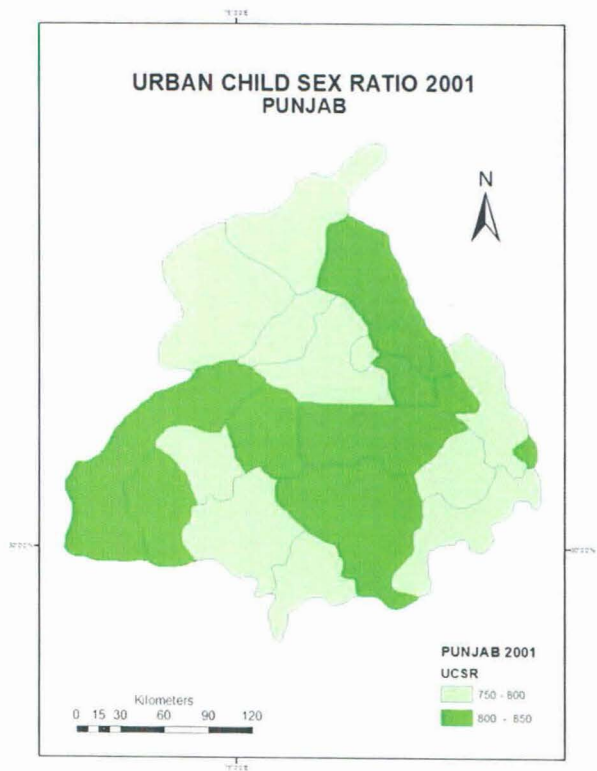 URBAN CHILD SEX RATIO 2001
PUNJAB
N
PUNJAB 2001
UCSR
750 - 800
800 - 850
Kilometers
0 15 30 60 90 120